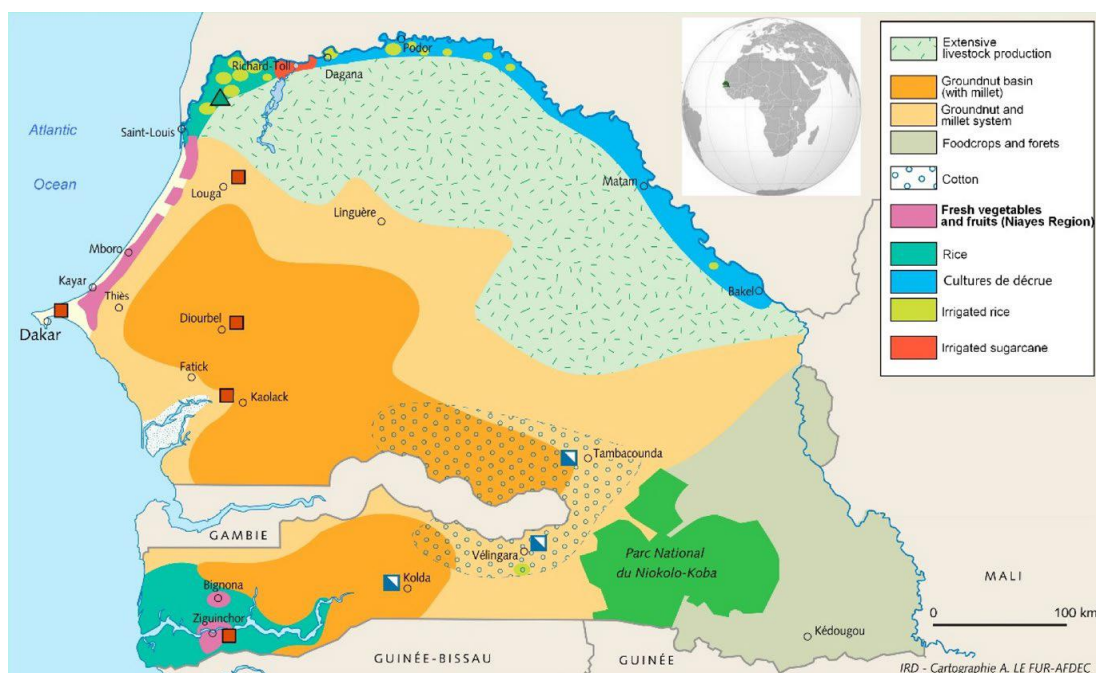 Atlantic
Ocean
Richard-Toll
Podor
Dagana
Saint-Louis
Louga
Linguère
Matam
Mboro
Kayar
Thiès
Dakar
Diourbel
Bakel
Fatick
Kaolack
Tambacounda
GAMBIE
Vélingara
Parc National
du Niokolo-Koba
Kolda
Bignona
Ziguinchor
Kédougou
MALI
GUINÉE-BISSAU
GUINÉE
0 100 km
IRD - Cartographie A. LE FUR-AFDEC
Extensive
livestock production
Groundnut basin
(with millet)
Groundnut and
millet system
Foodcrops and forets
Cotton
Fresh vegetables
and fruits (Niayes Region)
Rice
Cultures de décrue
Irrigated rice
Irrigated sugarcane